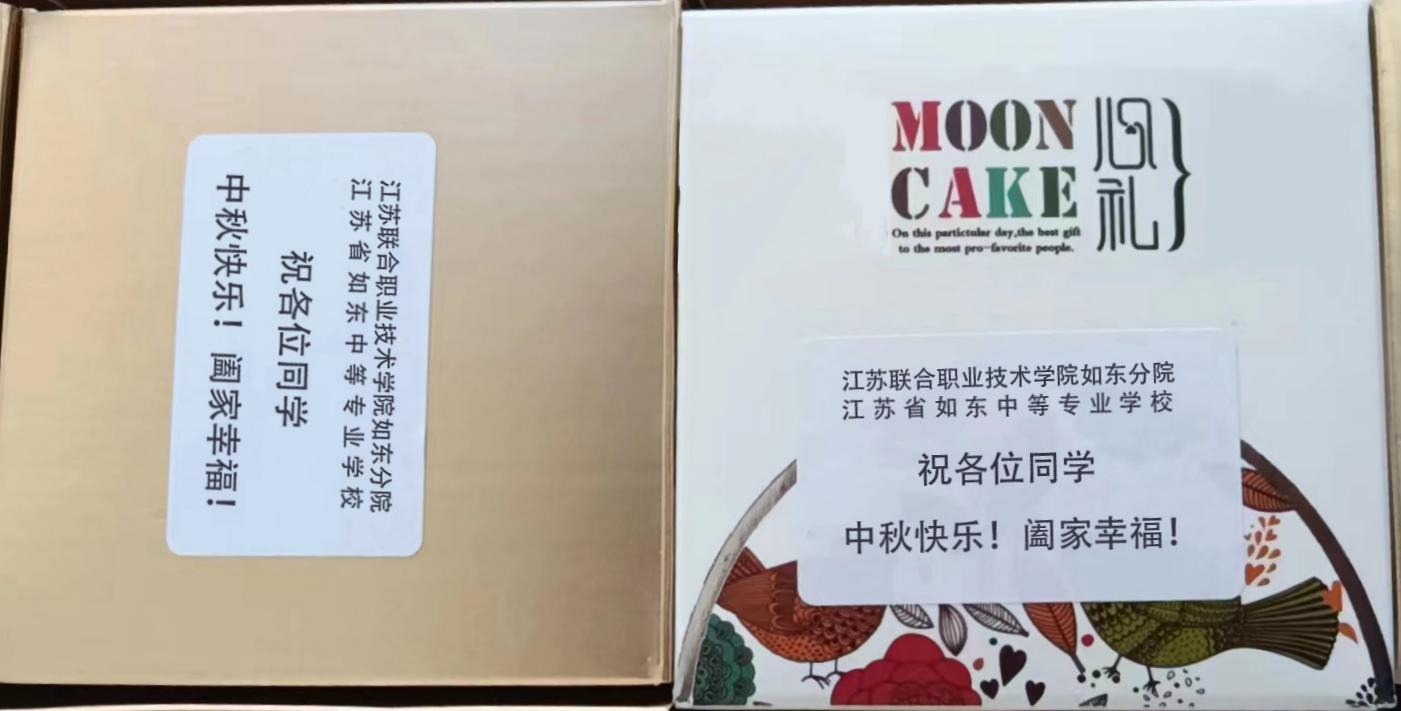 江苏联合职业技术学院如东分院
江苏省如东中等专业学校
祝各位同学
中秋快乐！阖家幸福！
MOON
CAKE
On this partictular day,the best gift
to the most pro-favorite people.
心礼
江苏联合职业技术学院如东分院
江苏省如东中等专业学校
祝各位同学
中秋快乐！阖家幸福！